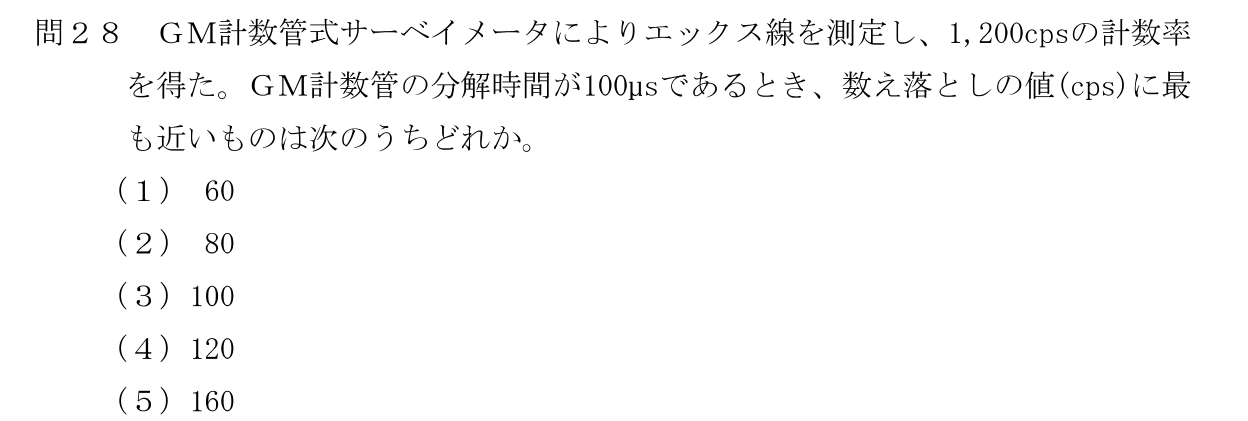 問２８　ＧＭ計数管式サーベイメータによりエックス線を測定し、1,200cpsの計数率
を得た。ＧＭ計数管の分解時間が100µsであるとき、数え落としの値(cps)に最
も近いものは次のうちどれか。
（１） 60
（２） 80
（３）100
（４）120
（５）160